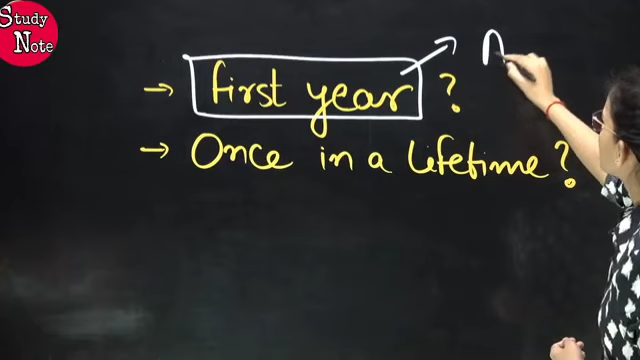 Study
Note
→ First year ?
→ Once in a lifetime ?